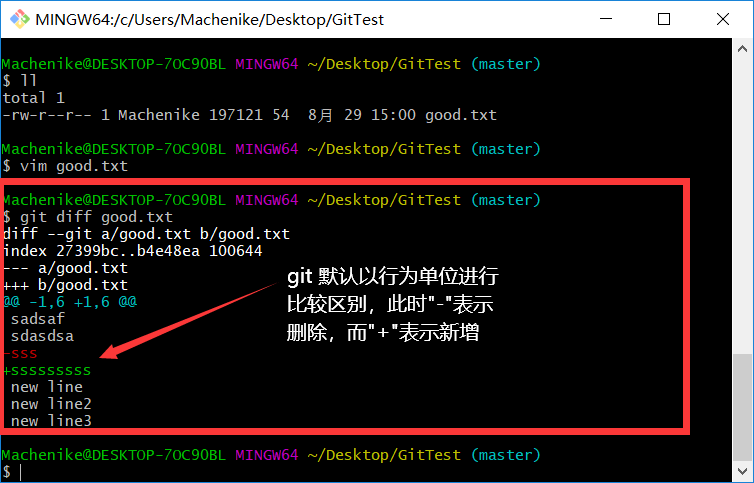 MINGW64:/c/Users/Machenike/Desktop/GitTest
Machenike@DESKTOP-7OC90BL MINGW64 ~/Desktop/GitTest (master)
$ ll
total 1
-rw-r--r-- 1 Machenike 197121 54  8月 29 15:00 good.txt
Machenike@DESKTOP-7OC90BL MINGW64 ~/Desktop/GitTest (master)
$ vim good.txt
Machenike@DESKTOP-7OC90BL MINGW64 ~/Desktop/GitTest (master)
$ git diff good.txt
diff --git a/good.txt b/good.txt
index 27399bc..b4e48ea 100644
--- a/good.txt
+++ b/good.txt
@@ -1,6 +1,6 @@
 sadsaf
 sdasdsa
-sss
+sssssssss
 new line
 new line2
 new line3
git 默认以行为单位进行
比较区别，此时"-"表示
删除，而"+"表示新增
Machenike@DESKTOP-7OC90BL MINGW64 ~/Desktop/GitTest (master)
$